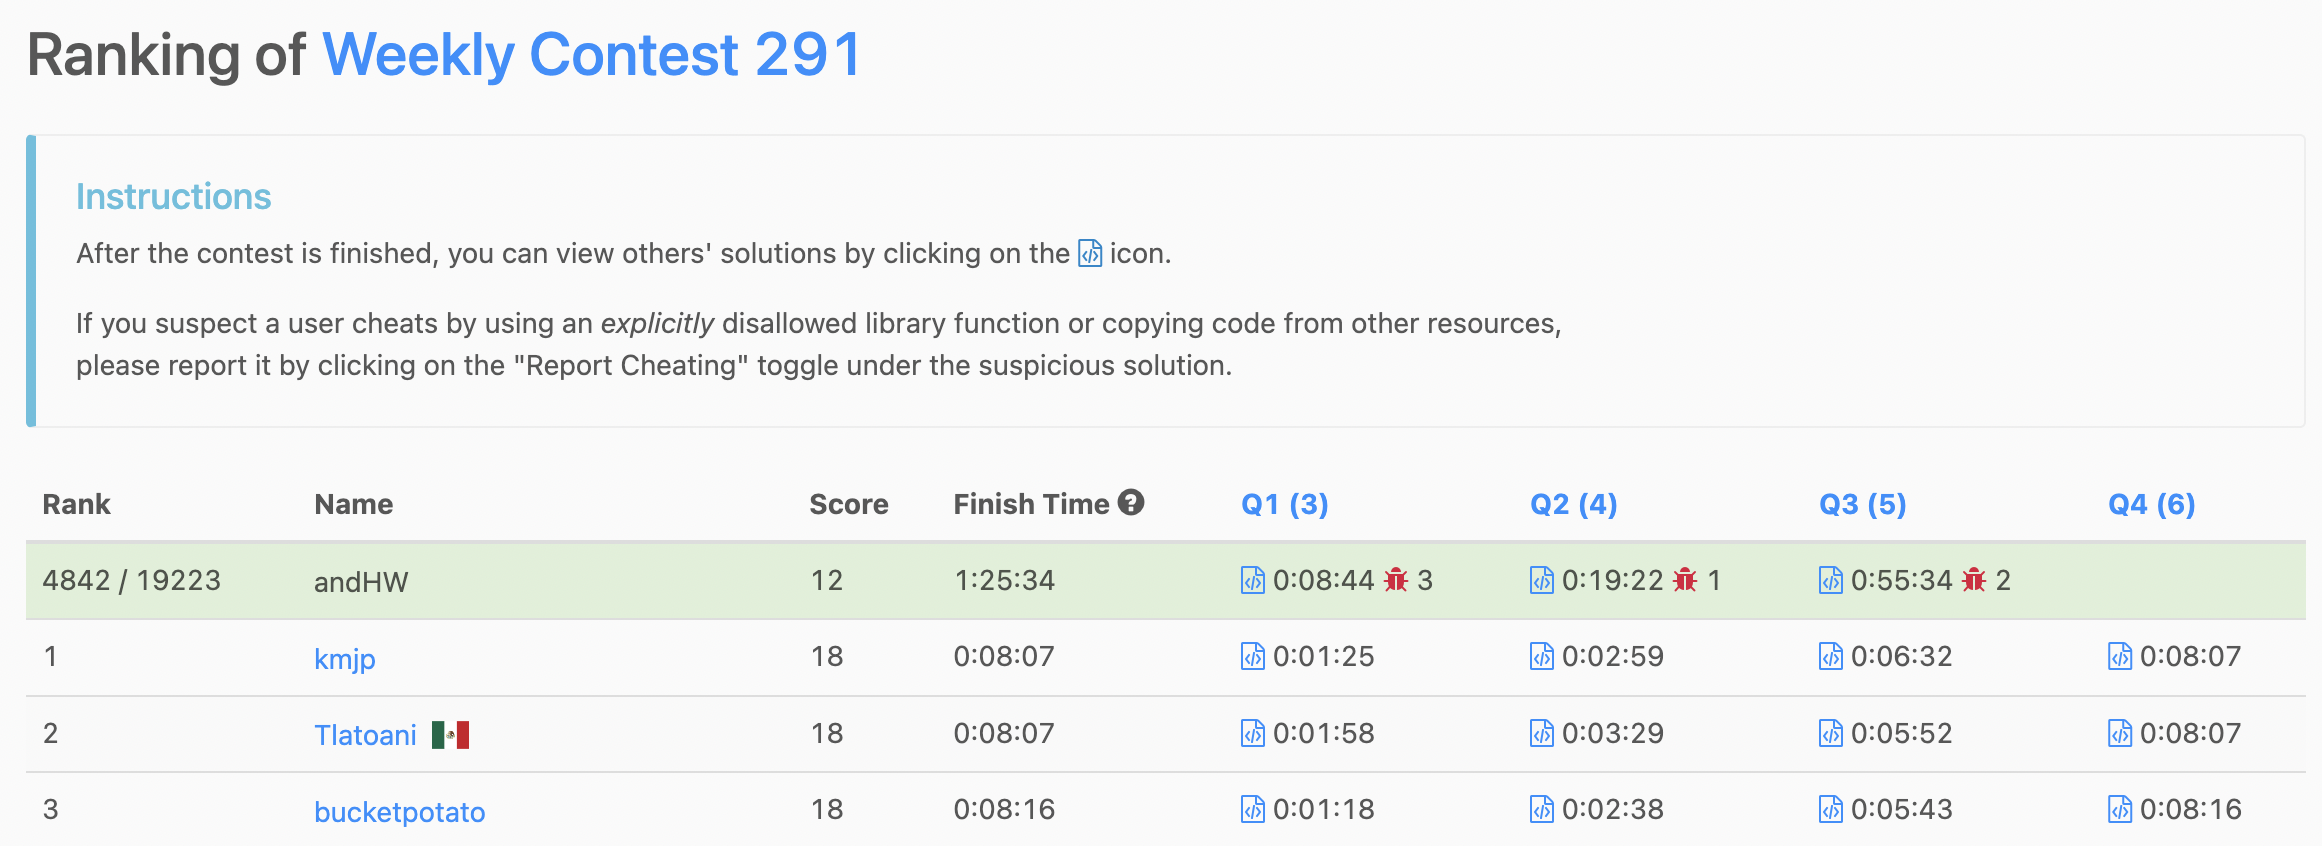 Ranking of Weekly Contest 291
Instructions
After the contest is finished, you can view others' solutions by clicking on the icon.
If you suspect a user cheats by using an explicitly disallowed library function or copying code from other resources,
please report it by clicking on the "Report Cheating" toggle under the suspicious solution.
Rank Name Score Finish Time ? Q1 (3) Q2 (4) Q3 (5) Q4 (6)
4842 / 19223 andHW 12 1:25:34 0:08:44 3 0:19:22 1 0:55:34 2
1 kmjp 18 0:08:07 0:01:25 0:02:59 0:06:32 0:08:07
2 Tlatoani 18 0:08:07 0:01:58 0:03:29 0:05:52 0:08:07
3 bucketpotato 18 0:08:16 0:01:18 0:02:38 0:05:43 0:08:16